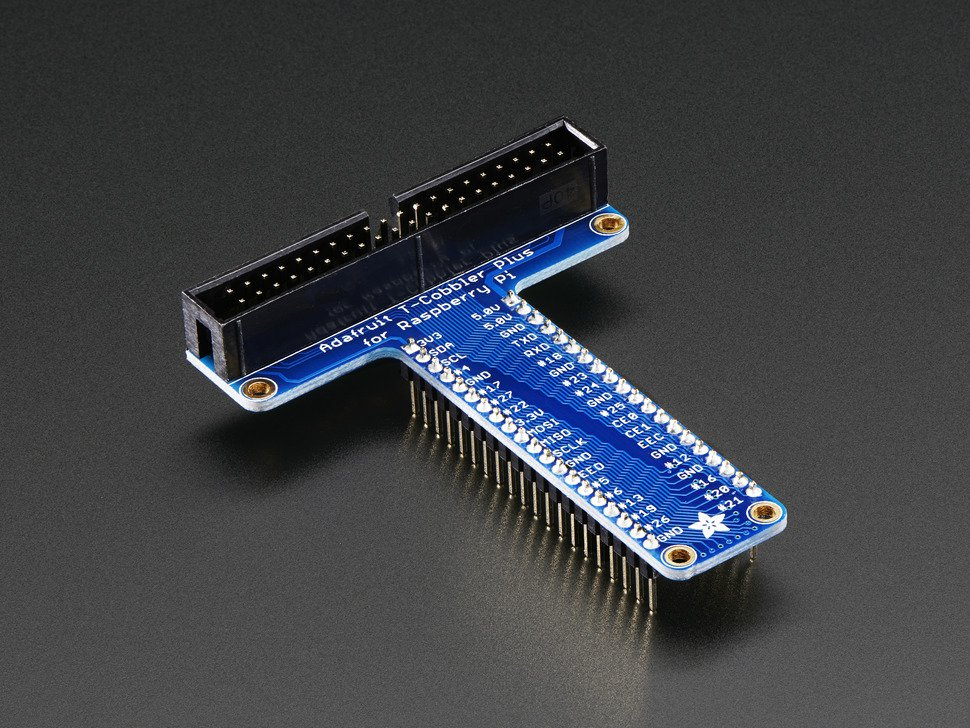 40P
Adafruit T-Cobbler Plus
for Raspberry Pi
3V3
SDA
SCL
#4
GND
#17
#27
#22
3.3V
MOSI
MISO
SCLK
GND
EED
#5
#6
#13
#19
#26
GND
5.0V
5.0V
GND
TXD
RXD
#18
GND
#23
#24
GND
#25
CE0
CE1
EEC
GND
#12
GND
#16
#20
#21